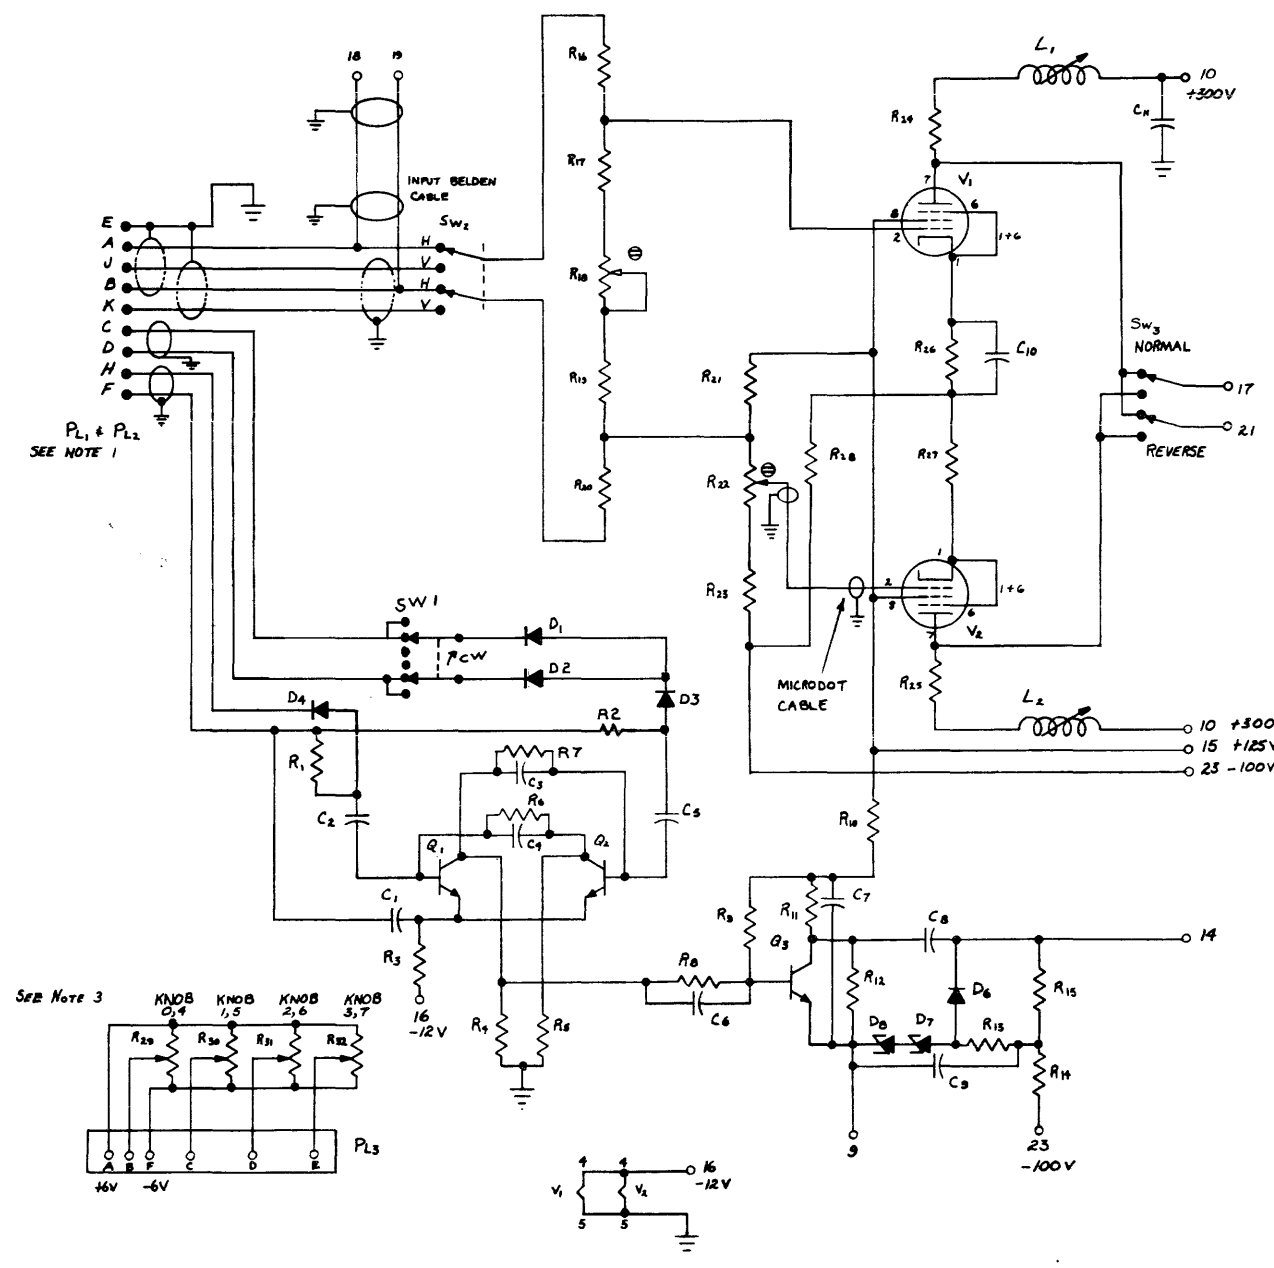 L1
10
+300V
18
19
R16
CH
R24
R17
INPUT BELDEN
CABLE
7
V1
8
6
2
1+6
1
E
A
J
B
K
C
D
H
F
SW2
H
V
H
V
R18
R26
C10
SW3
NORMAL
R19
R21
17
PL1 & PL2
SEE NOTE 1
R28
R27
21
REVERSE
R20
R22
R23
1
2
8
1+6
6
7
V2
SW1
D1
CW
D2
MICRODOT
CABLE
R25
L2
D4
D3
R2
10 +300
15 +125V
23 -100V
R1
R7
C3
R6
C4
C5
C2
R10
Q1
Q2
C1
R9
R11
C7
R3
Q3
C8
14
R8
R12
SEE NOTE 3
KNOB
0,4
KNOB
1,5
KNOB
2,6
KNOB
3,7
16
-12V
C6
D6
R15
R29
R30
R31
R32
R4
R5
D8
D7
R13
C9
R14
PL3
A
B
F
C
D
E
+6V
-6V
9
23
-100V
4
4
16
-12V
V1
V2
5
5